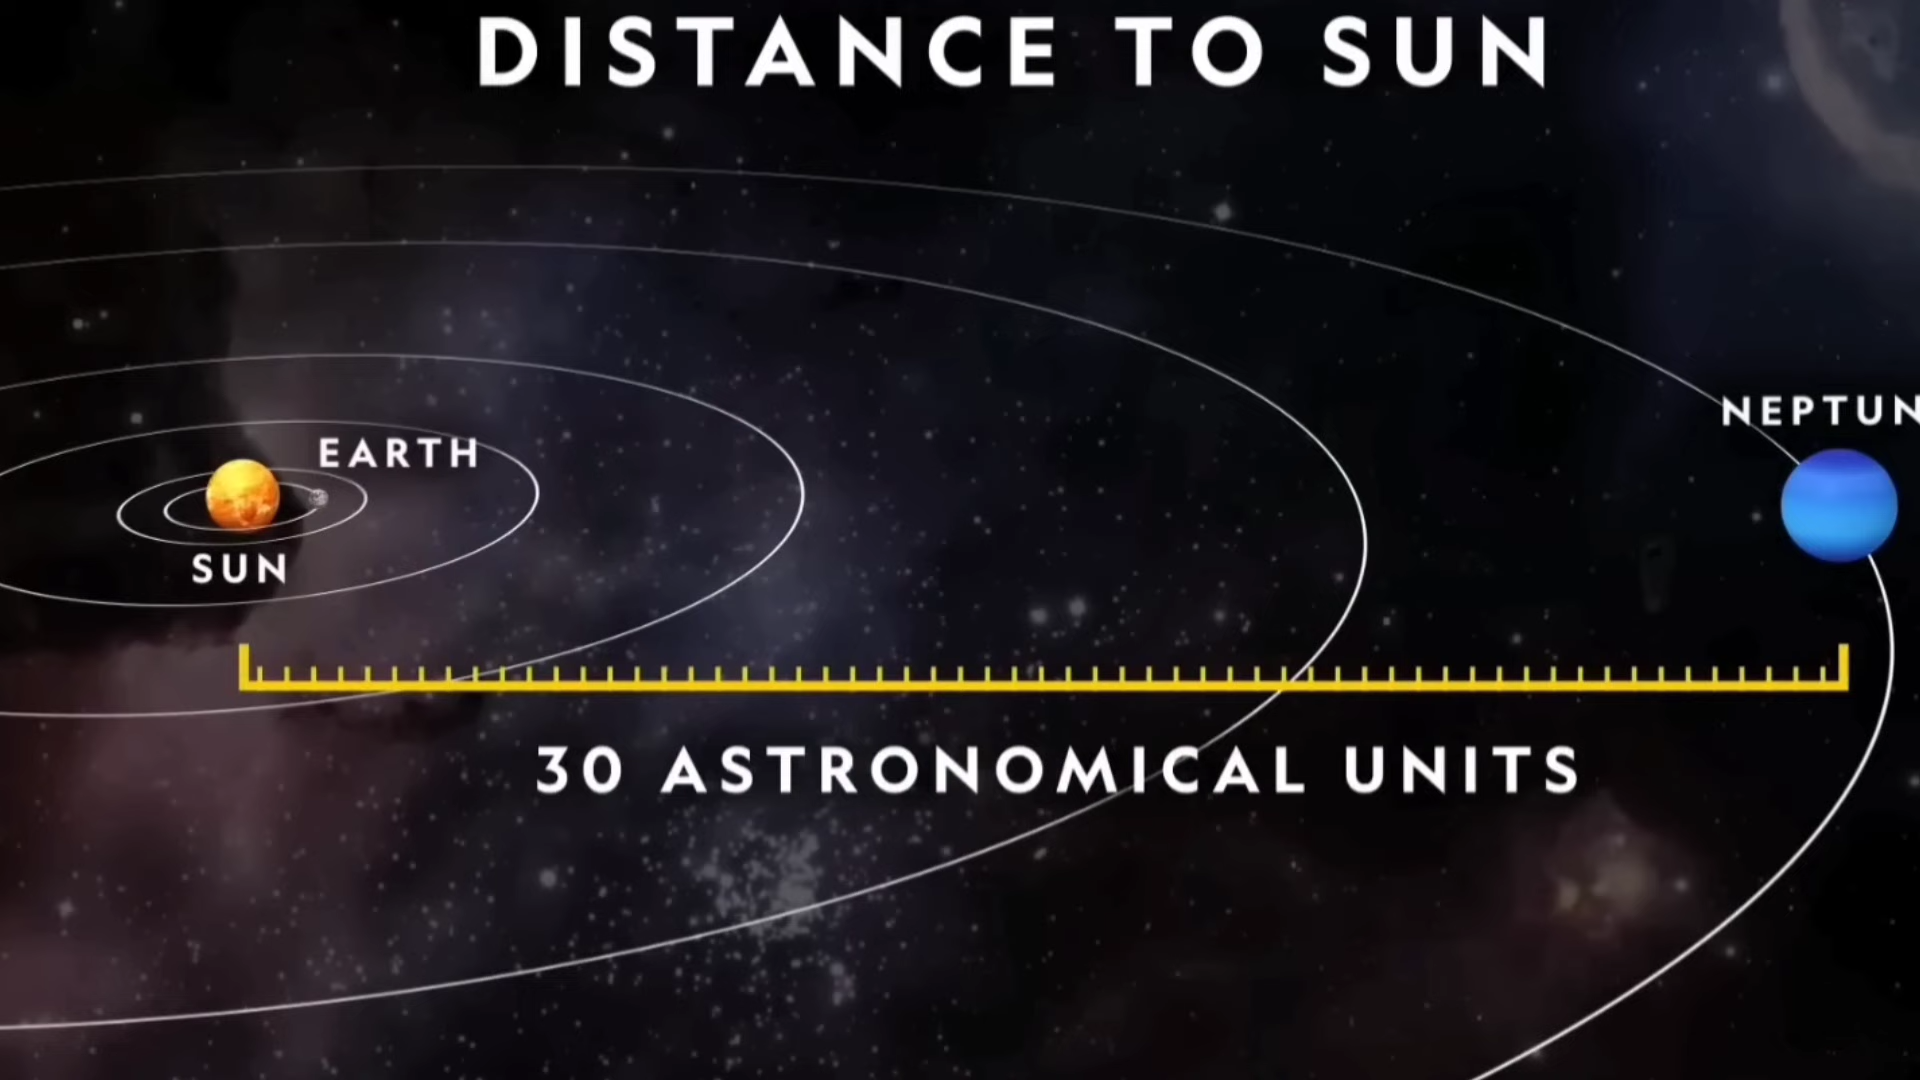 DISTANCE TO SUN
NEPTUN
EARTH
SUN
30 ASTRONOMICAL UNITS